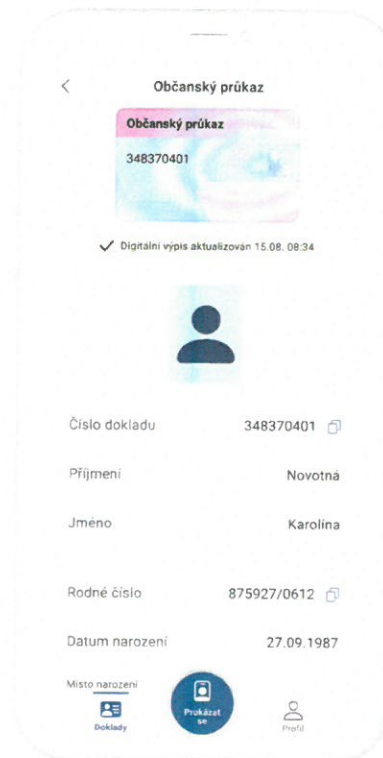 Občanský průkaz
Občanský průkaz
348370401
Digitální výpis aktualizován 15.08. 08:34
Číslo dokladu 348370401
Příjmení Novotná
Jméno Karolína
Rodné číslo 875927/0612
Datum narození 27.09.1987
Místo narození
Doklady
Prokázat
se
Profil